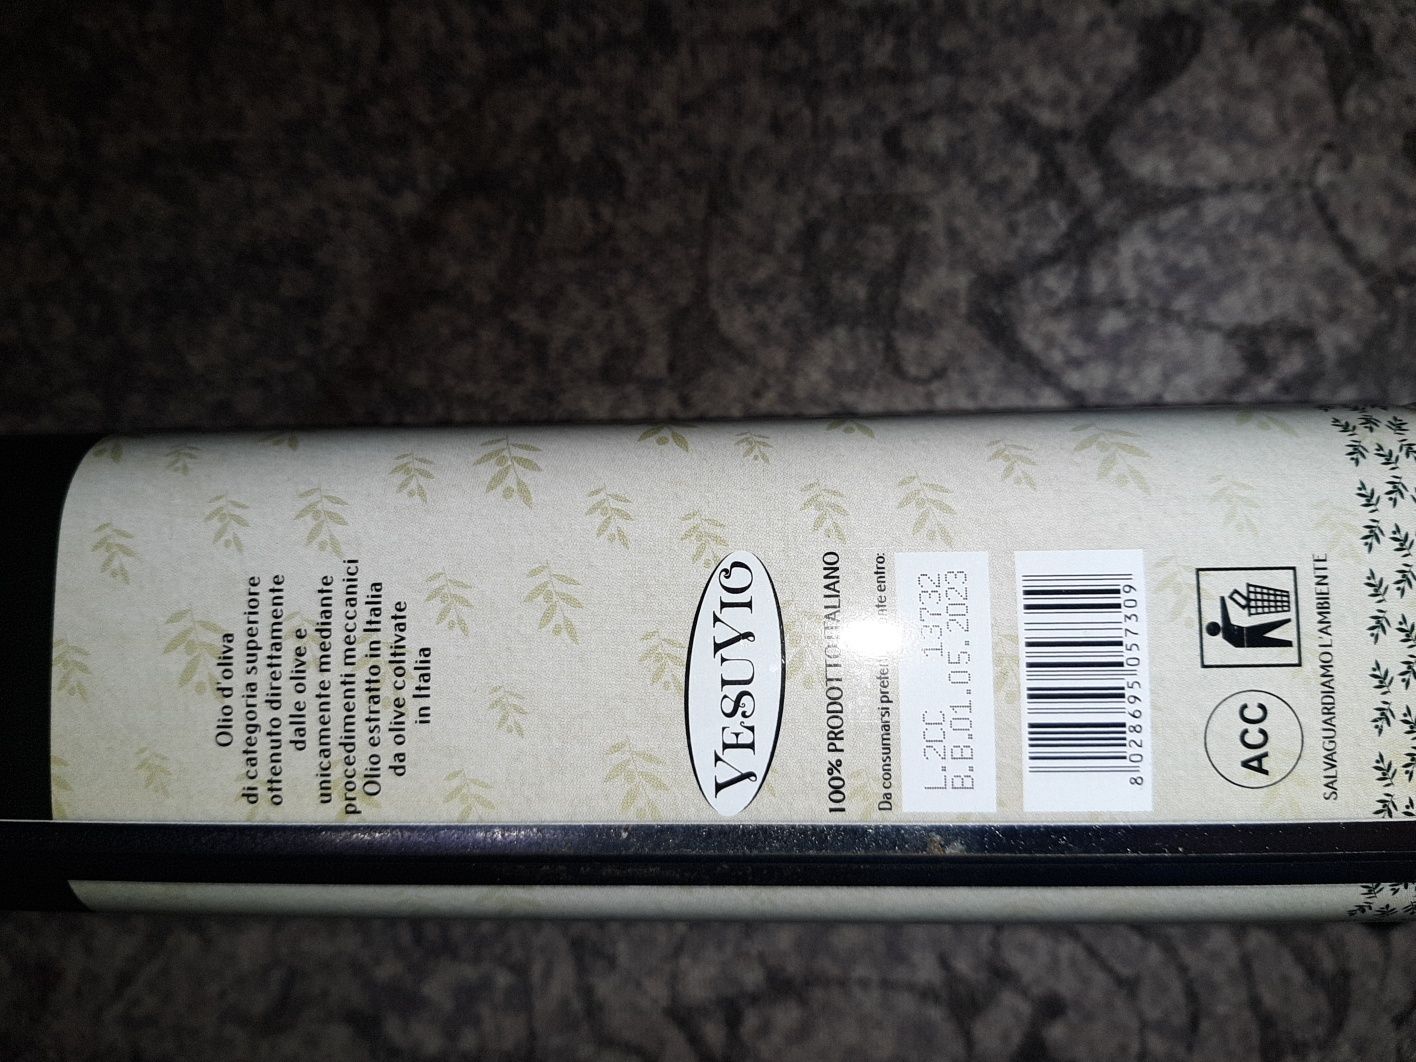 Olio d'oliva
di categoria superiore
ottenuto direttamente
dalle olive e
unicamente mediante
procedimenti meccanici
Olio estratto in Italia
da olive coltivate
in Italia
VESUVIO
100% PRODOTTO ITALIANO
Da consumarsi entro:
L.2CC 13732
B.B.01.05.2023
8 028695 057309
ACC
SALVAGUARDIAMO L'AMBIENTE